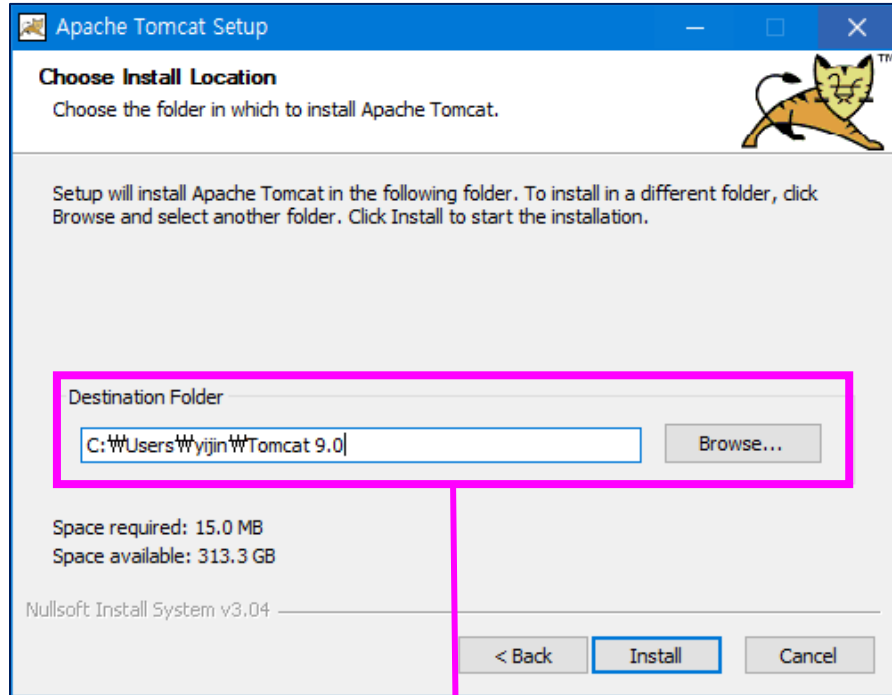 Apache Tomcat Setup
Choose Install Location
Choose the folder in which to install Apache Tomcat.
TM
Setup will install Apache Tomcat in the following folder. To install in a different folder, click
Browse and select another folder. Click Install to start the installation.
Destination Folder
C:₩Users₩yijin₩Tomcat 9.0
Browse...
Space required: 15.0 MB
Space available: 313.3 GB
Nullsoft Install System v3.04
< Back
Install
Cancel